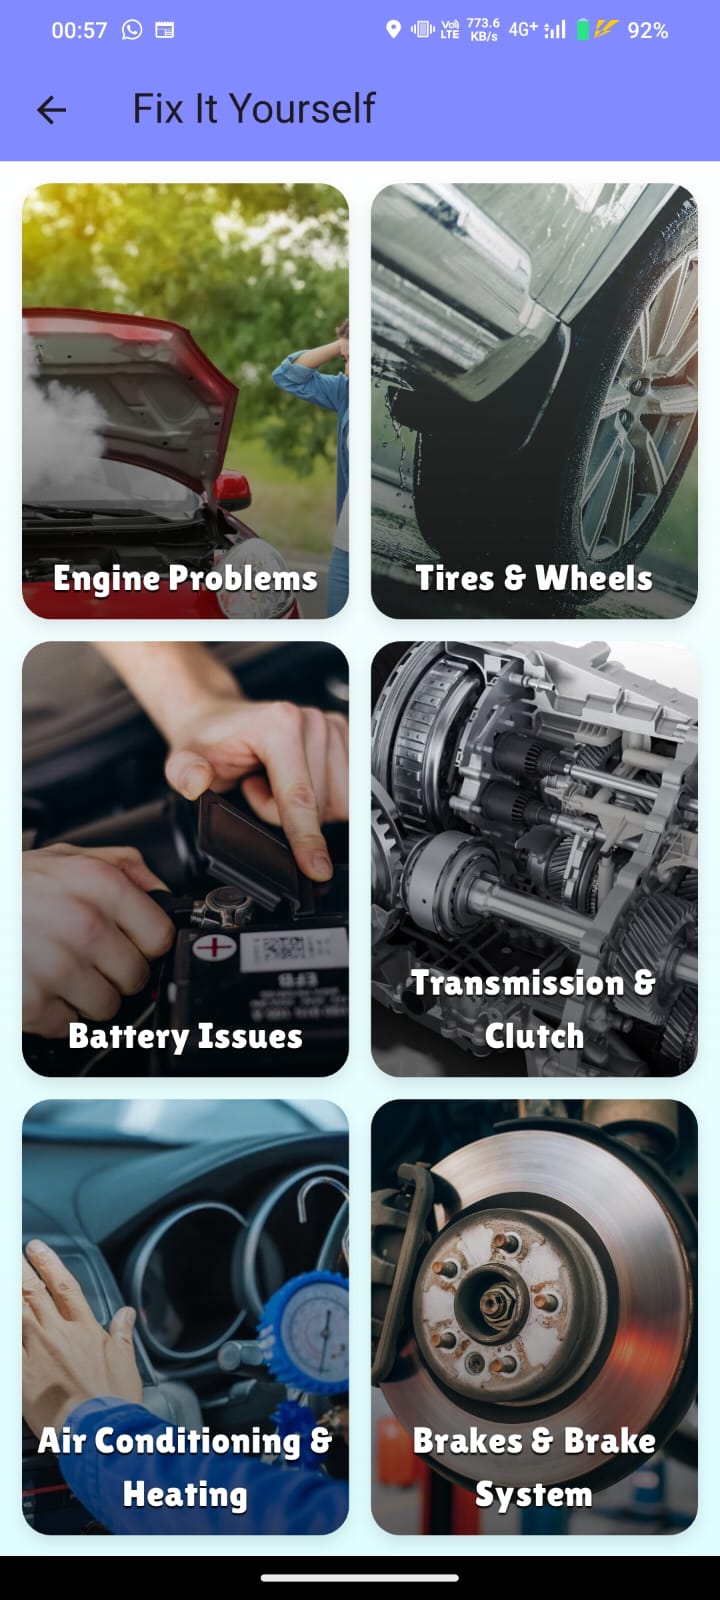 00:57
Vo)) LTE
773.6 KB/s
4G+
92%
Fix It Yourself
Engine Problems
Tires & Wheels
Battery Issues
Transmission &
Clutch
Air Conditioning &
Heating
Brakes & Brake
System